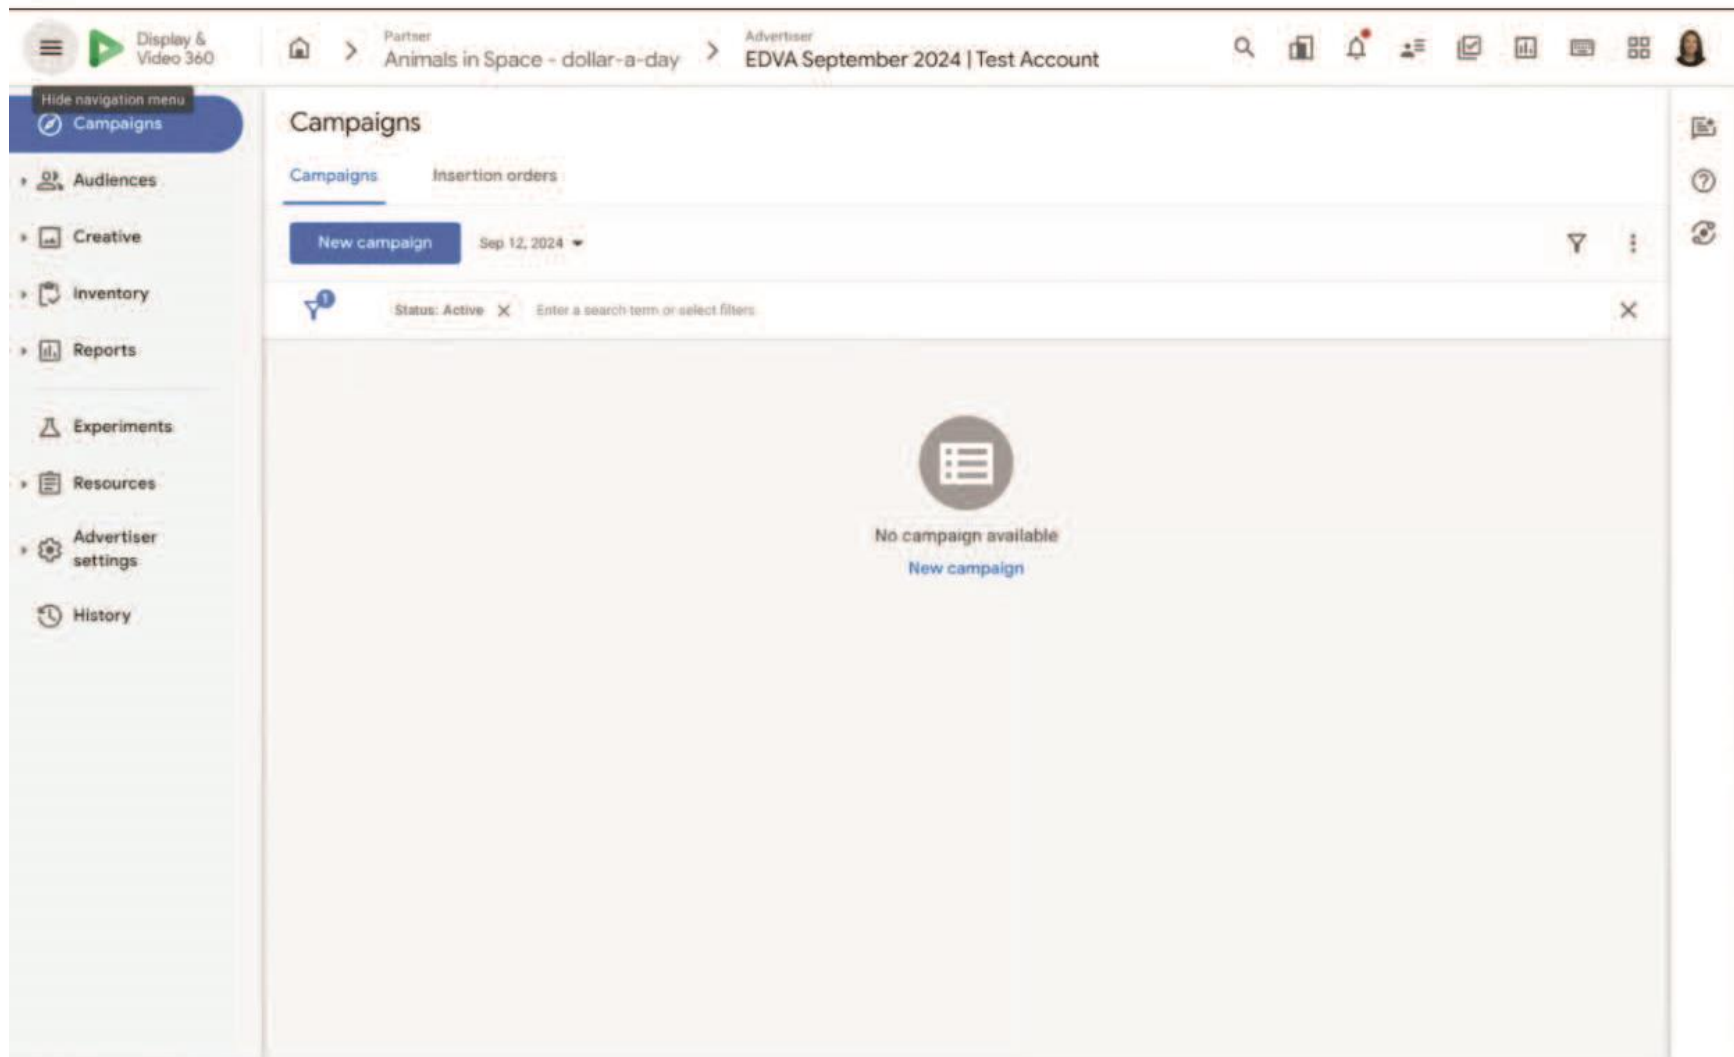 Display &
Video 360
Partner
Animals in Space - dollar-a-day
Advertiser
EDVA September 2024 | Test Account
Hide navigation menu
Campaigns
Audiences
Creative
Inventory
Reports
Experiments
Resources
Advertiser
settings
History
Campaigns
Campaigns
Insertion orders
New campaign
Sep 12, 2024
1
Status: Active
Enter a search term or select filters
No campaign available
New campaign